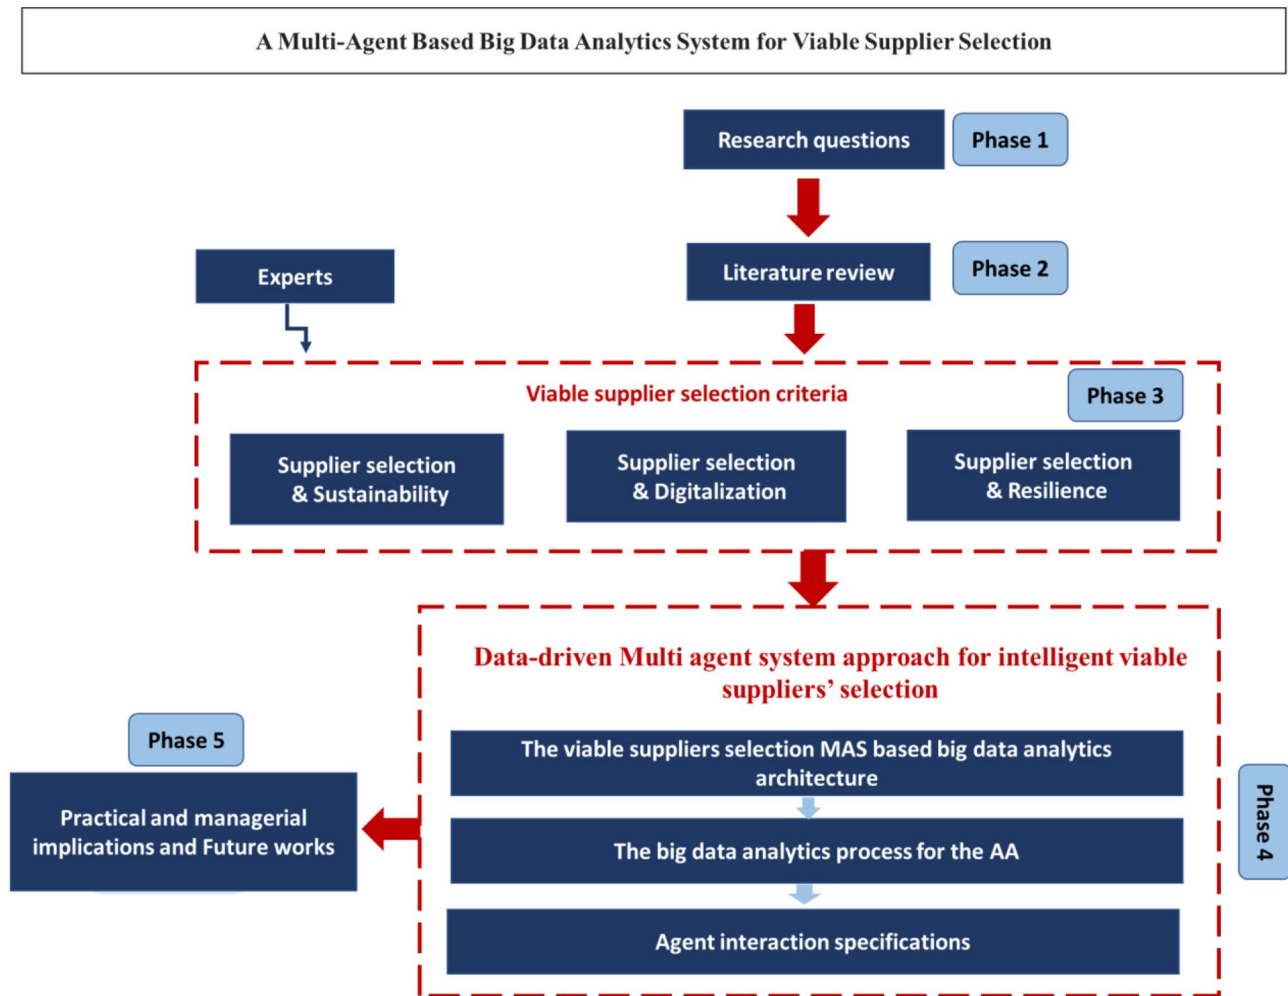 A Multi-Agent Based Big Data Analytics System for Viable Supplier Selection
Research questions
Phase 1
Literature review
Phase 2
Experts
Viable supplier selection criteria
Phase 3
Supplier selection
& Sustainability
Supplier selection
& Digitalization
Supplier selection
& Resilience
Data-driven Multi agent system approach for intelligent viable
suppliers’ selection
The viable suppliers selection MAS based big data analytics
architecture
The big data analytics process for the AA
Agent interaction specifications
Phase 4
Phase 5
Practical and managerial
implications and Future works